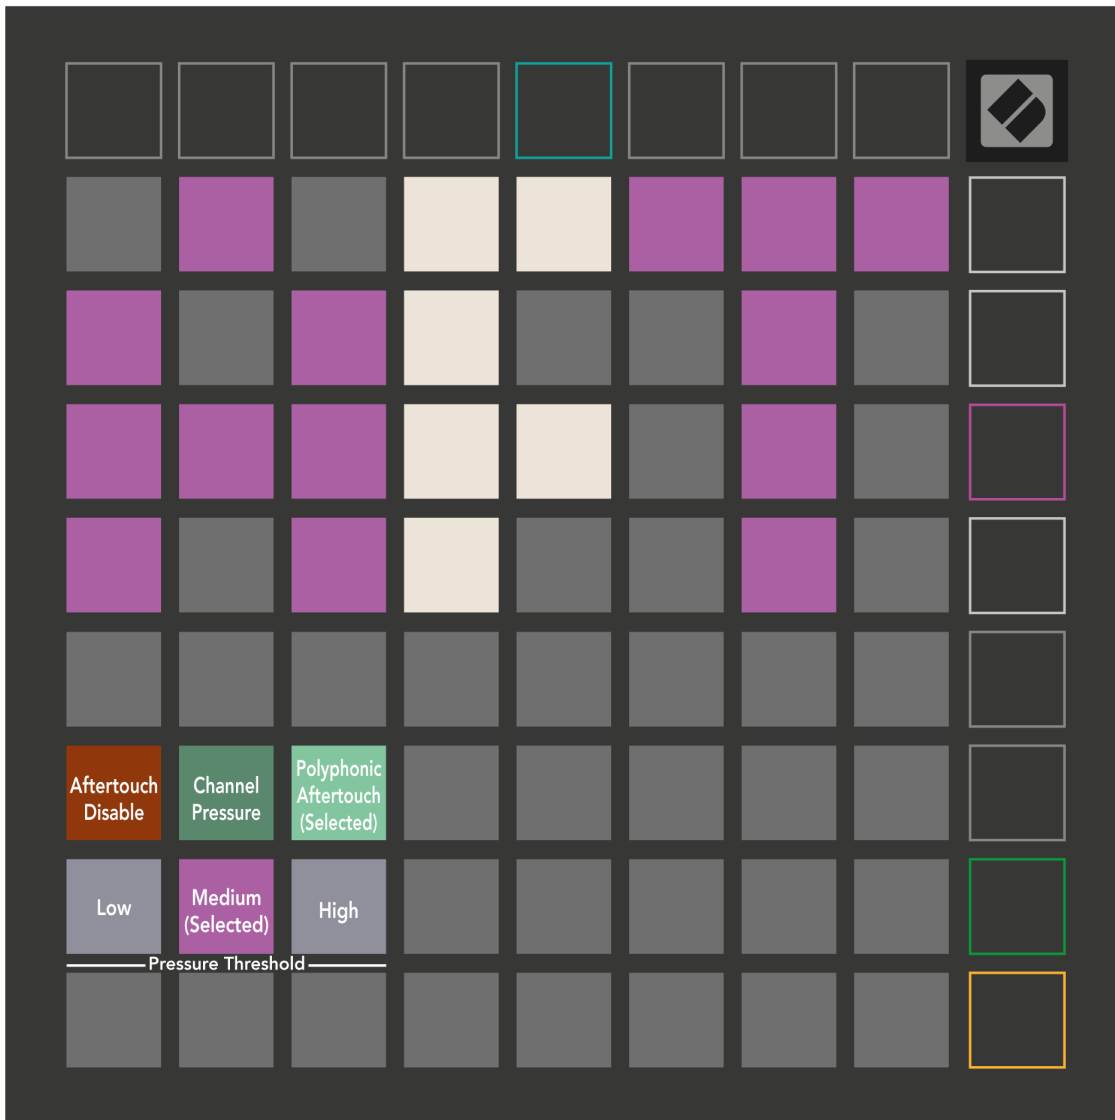 Aftertouch
Disable
Channel
Pressure
Polyphonic
Aftertouch
(Selected)
Low
Medium
(Selected)
High
Pressure Threshold